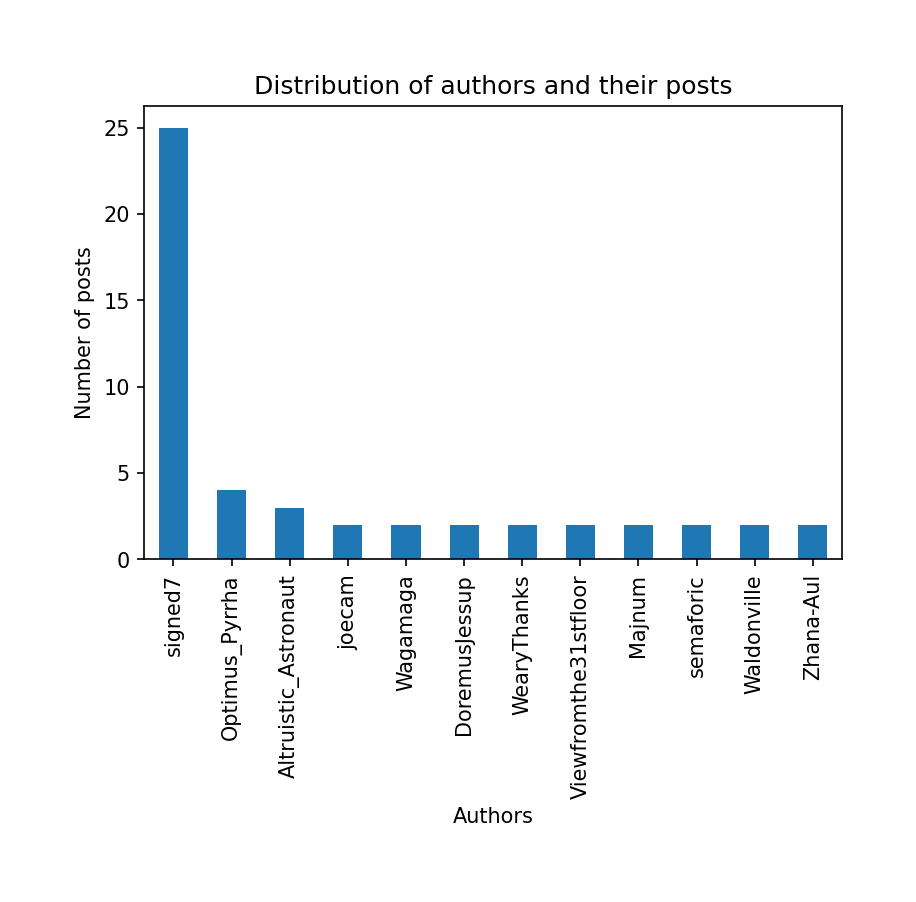 Distribution of authors and their posts
25
20
15
10
5
0
Number of posts
signed7
Optimus_Pyrrha
Altruistic_Astronaut
joecam
Wagamaga
DoremusJessup
WearyThanks
Viewfromthe31stfloor
Majnum
semaforic
Waldonville
Zhana-Aul
Authors